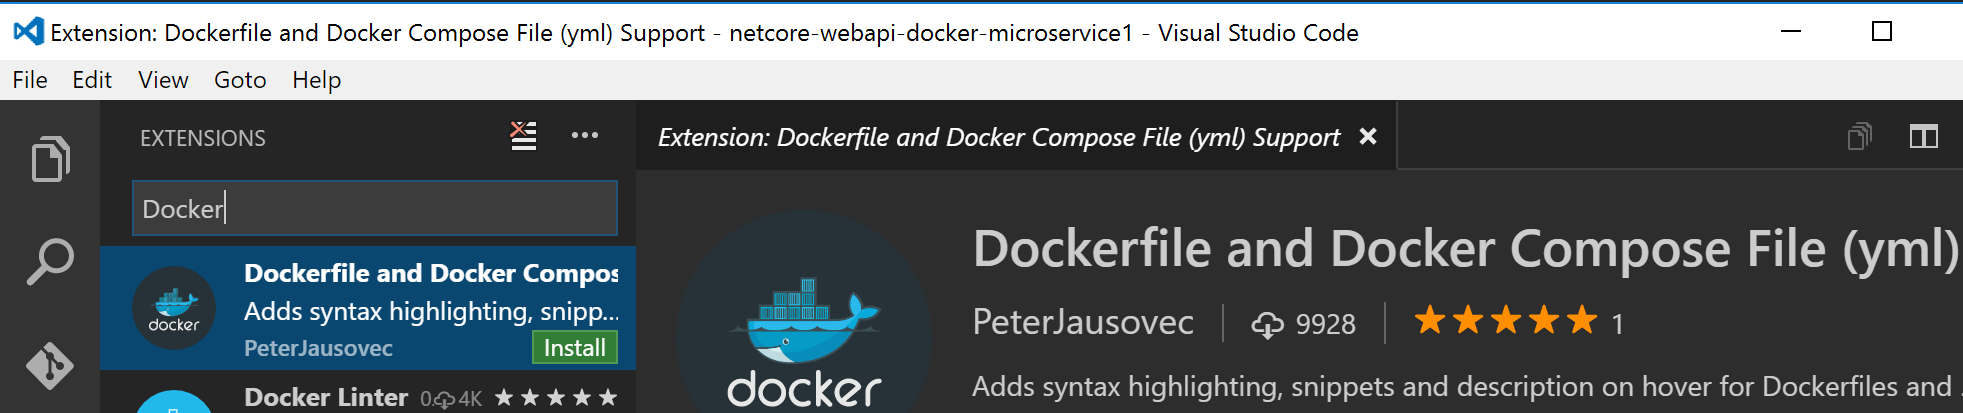 Extension: Dockerfile and Docker Compose File (yml) Support - netcore-webapi-docker-microservice1 - Visual Studio Code
File Edit View Goto Help
EXTENSIONS
Docker
Dockerfile and Docker Compos
Adds syntax highlighting, snipp...
PeterJausovec Install
docker
Docker Linter 0. 4K
Extension: Dockerfile and Docker Compose File (yml) Support
Dockerfile and Docker Compose File (yml)
PeterJausovec 9928 1
Adds syntax highlighting, snippets and description on hover for Dockerfiles and .
docker